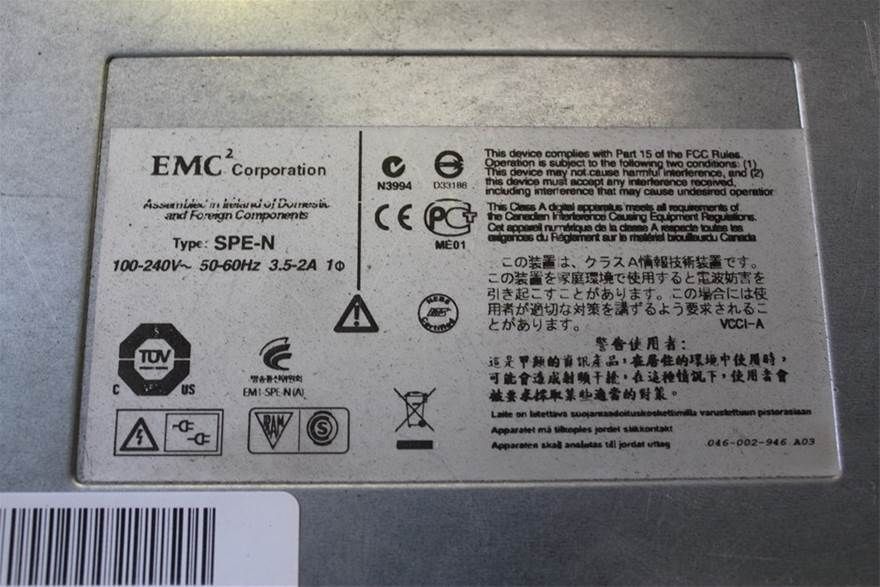 EMC² Corporation
Assembled in Ireland of Domestic
and Foreign Components
Type: SPE-N
100-240V~ 50-60Hz 3.5-2A 1Φ
N3994
D33186
ME01
This device complies with Part 15 of the FCC Rules.
Operation is subject to the following two conditions: (1)
This device may not cause harmful interference, and (2)
this device must accept any interference received,
including interference that may cause undesired operation
This Class A digital apparatus meets all requirements of
the Canadian Interference Causing Equipment Regulations.
Cet appareil numérique de la classe A respecte toutes les
exigences du Réglement sur le matériel brouilleur du Canada
この装置は、クラスA情報技術装置です。
この装置を家庭環境で使用すると電波妨害を
引き起こすことがあります。この場合には使
用者が適切な対策を講ずるよう要求されるこ
とがあります。 VCCI-A
警告使用者:
這是甲類的資訊產品，在居住的環境中使用時，
可能會造成射頻干擾，在這種情況下，使用者會
被要求採取某些適當的對策。
Laite on liitettävä suojamaadoituskoskettimilla varustettuun pistorasiaan
Apparatet må tilkoples jordet stikkontakt
Apparaten skall anslutas till jordat uttag
046-002-946 A03
NEBS
Certified
S
TÜV
C US
방송통신위원회
EM1-SPE-N(A)
BAM
S